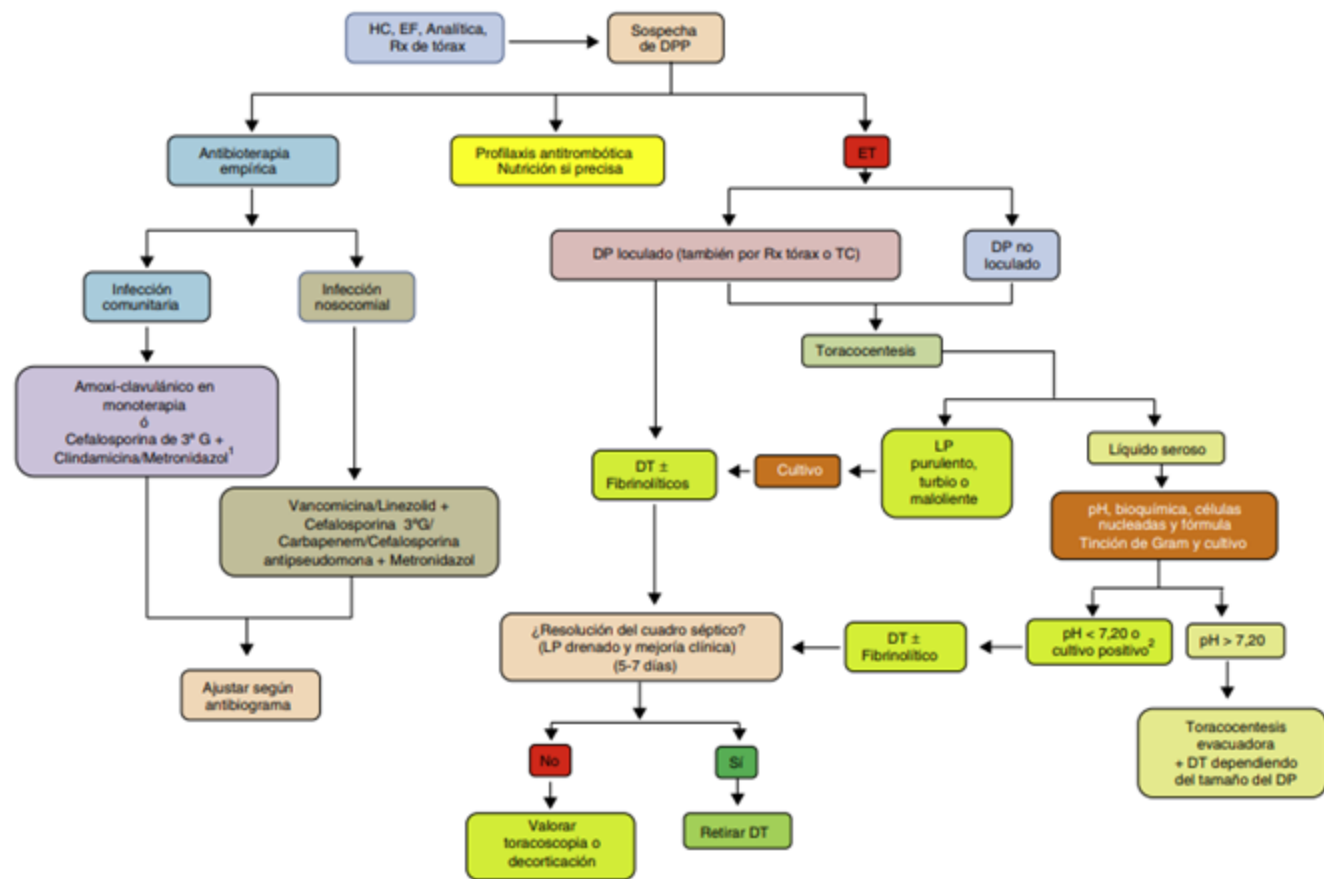 HC, EF, Analítica,
Rx de tórax
Sospecha
de DPP
Antibioterapia
empírica
Profilaxis antitrombótica
Nutrición si precisa
ET
DP loculado (también por Rx tórax o TC)
DP no
loculado
Infección
comunitaria
Infección
nosocomial
Toracocentesis
Amoxi-clavulánico en
monoterapia
ó
Cefalosporina de 3ª G +
Clindamicina/Metronidazol1
DT ±
Fibrinolíticos
Cultivo
LP
purulento,
turbio o
maloliente
Líquido seroso
Vancomicina/Linezolid +
Cefalosporina 3ªG/
Carbapenem/Cefalosporina
antipseudomona + Metronidazol
pH, bioquímica, células
nucleadas y fórmula
Tinción de Gram y cultivo
¿Resolución del cuadro séptico?
(LP drenado y mejoría clínica)
(5-7 días)
DT ±
Fibrinolítico
pH < 7,20 o
cultivo positivo2
pH > 7,20
Ajustar según
antibiograma
No
Sí
Toracocentesis
evacuadora
+ DT dependiendo
del tamaño del DP
Valorar
toracoscopia o
decorticación
Retirar DT